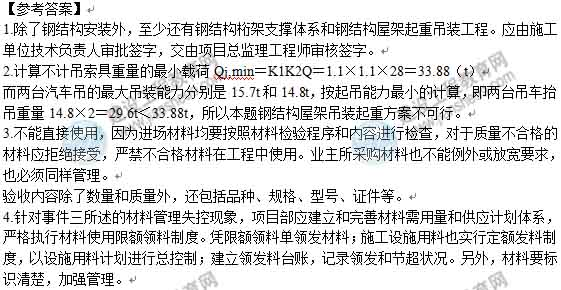 【参考答案】
1.除了钢结构安装外，至少还有钢结构桁架支撑体系和钢结构屋架起重吊装工程。应由施工
单位技术负责人审批签字，交由项目总监理工程师审核签字。
2.计算不计吊索具重量的最小载荷 Qj.min＝K1K2Q＝1.1×1.1×28＝33.88（t）
而两台汽车吊的最大吊装能力分别是 15.7t和 14.8t，按起吊能力最小的计算，即两台吊车抬
吊重量 14.8×2＝29.6t＜33.88t，所以本题钢结构屋架吊装起重方案不可行。
3.不能直接使用，因为进场材料均要按照材料检验程序和内容进行检查，对于质量不合格的
材料应拒绝接受，严禁不合格材料在工程中使用。业主所采购材料也不能例外或放宽要求，
也必须同样管理。
验收内容除了数量和质量外，还包括品种、规格、型号、证件等。
4.针对事件三所述的材料管理失控现象，项目部应建立和完善材料需用量和供应计划体系，
严格执行材料使用限额领料制度。凭限额领料单领发材料；施工设施用料也实行定额发料制
度，以设施用料计划进行总控制；建立领发料台账，记录领发和节超状况。另外，材料要标
识清楚，加强管理。